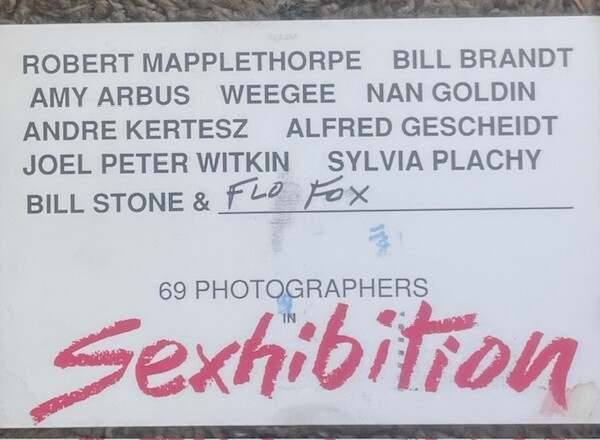 ROBERT MAPPLETHORPE BILL BRANDT
AMY ARBUS WEEGEE NAN GOLDIN
ANDRE KERTESZ ALFRED GESCHEIDT
JOEL PETER WITKIN SYLVIA PLACHY
BILL STONE & FLO FOX
69 PHOTOGRAPHERS
IN
Sexhibition